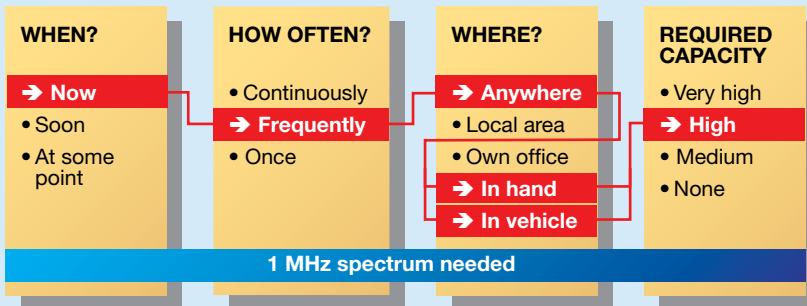 WHEN?
➔ Now
• Soon
• At some
point
HOW OFTEN?
• Continuously
➔ Frequently
• Once
WHERE?
➔ Anywhere
• Local area
• Own office
➔ In hand
➔ In vehicle
REQUIRED
CAPACITY
• Very high
➔ High
• Medium
• None
1 MHz spectrum needed